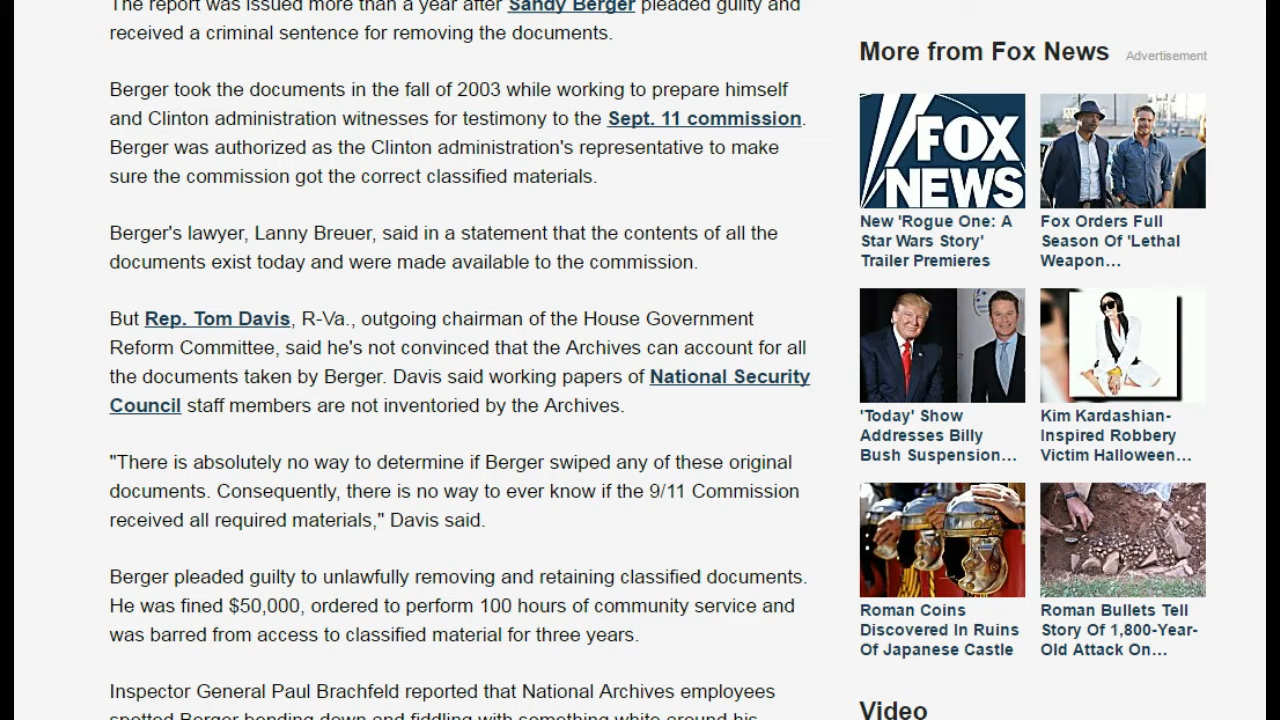 The report was issued more than a year after Sandy Berger pleaded guilty and
received a criminal sentence for removing the documents.
Berger took the documents in the fall of 2003 while working to prepare himself
and Clinton administration witnesses for testimony to the Sept. 11 commission.
Berger was authorized as the Clinton administration's representative to make
sure the commission got the correct classified materials.
Berger's lawyer, Lanny Breuer, said in a statement that the contents of all the
documents exist today and were made available to the commission.
But Rep. Tom Davis, R-Va., outgoing chairman of the House Government
Reform Committee, said he's not convinced that the Archives can account for all
the documents taken by Berger. Davis said working papers of National Security
Council staff members are not inventoried by the Archives.
"There is absolutely no way to determine if Berger swiped any of these original
documents. Consequently, there is no way to ever know if the 9/11 Commission
received all required materials," Davis said.
Berger pleaded guilty to unlawfully removing and retaining classified documents.
He was fined $50,000, ordered to perform 100 hours of community service and
was barred from access to classified material for three years.
Inspector General Paul Brachfeld reported that National Archives employees
spotted Berger bending down and fiddling with something white around his
More from Fox News Advertisement
FOX
NEWS
New 'Rogue One: A
Star Wars Story'
Trailer Premieres
Fox Orders Full
Season Of 'Lethal
Weapon...
'Today' Show
Addresses Billy
Bush Suspension...
Kim Kardashian-
Inspired Robbery
Victim Halloween...
Roman Coins
Discovered In Ruins
Of Japanese Castle
Roman Bullets Tell
Story Of 1,800-Year-
Old Attack On...
Video